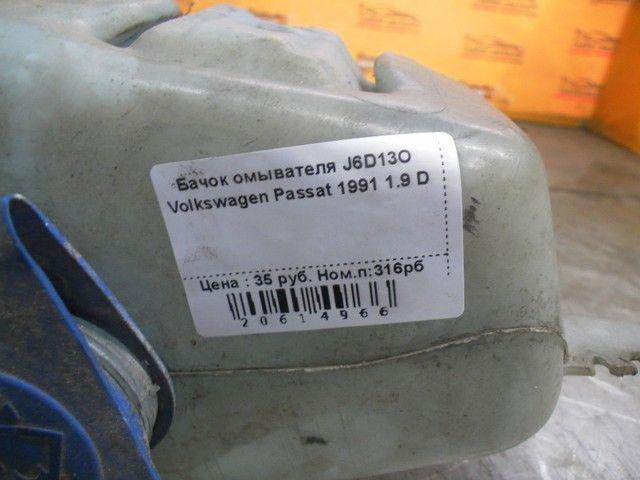 Бачок омывателя J6D13O
Volkswagen Passat 1991 1.9 D
Цена : 35 руб. Ном.п:316рб
20614966